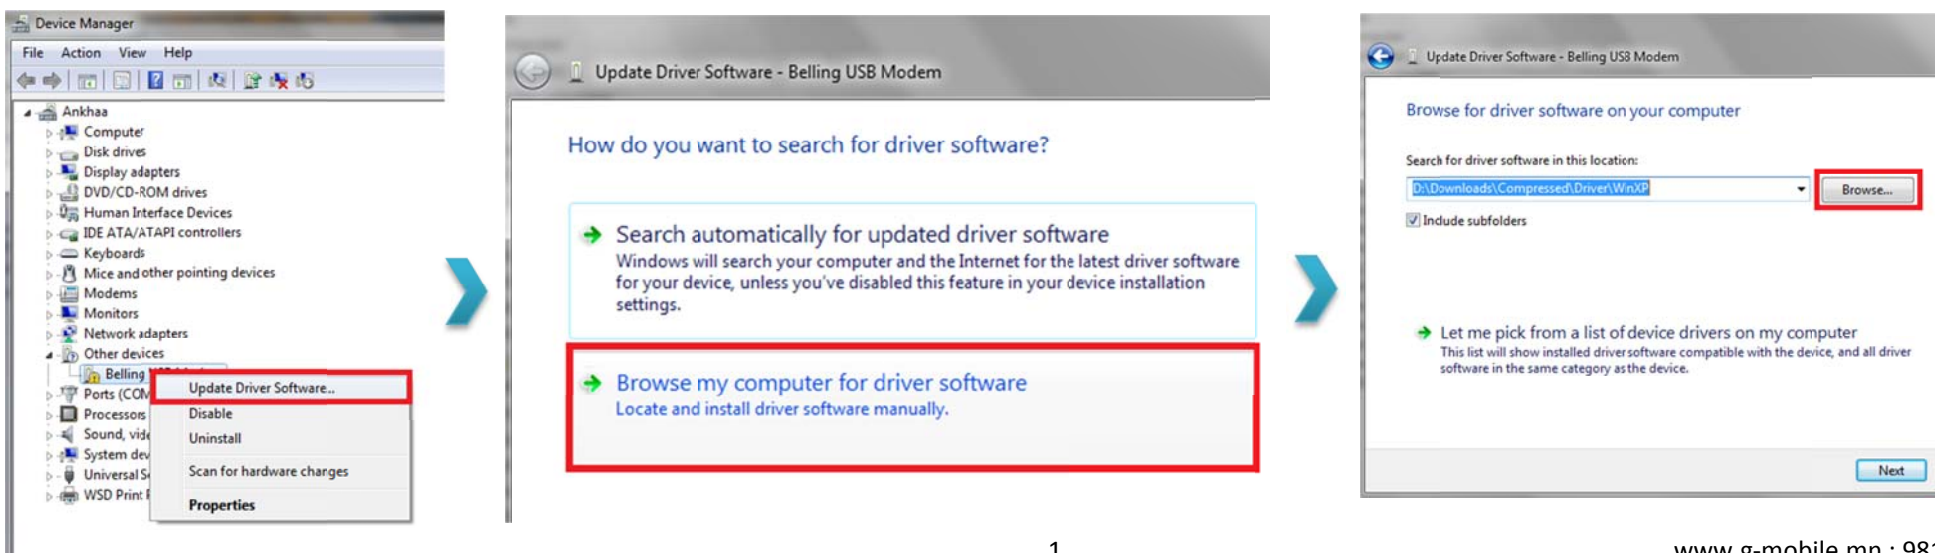 Device Manager
File Action View Help
Ankhaa
Computer
Disk drives
Display adapters
DVD/CD-ROM drives
Human Interface Devices
IDE ATA/ATAPI controllers
Keyboards
Mice and other pointing devices
Modems
Monitors
Network adapters
Other devices
Belling
Ports (COM
Processors
Sound, vide
System dev
Universal S
WSD Print
Update Driver Software..
Disable
Uninstall
Scan for hardware changes
Properties
Update Driver Software - Belling USB Modem
How do you want to search for driver software?
Search automatically for updated driver software
Windows will search your computer and the Internet for the latest driver software
for your device, unless you've disabled this feature in your device installation
settings.
Browse my computer for driver software
Locate and install driver software manually.
Update Driver Software - Belling USB Modem
Browse for driver software on your computer
Search for driver software in this location:
D:\Downloads\Compressed\Driver\WinXP
Browse...
Include subfolders
Let me pick from a list of device drivers on my computer
This list will show installed driver software compatible with the device, and all driver
software in the same category as the device.
Next
1
www.g-mobile.mn ; 981